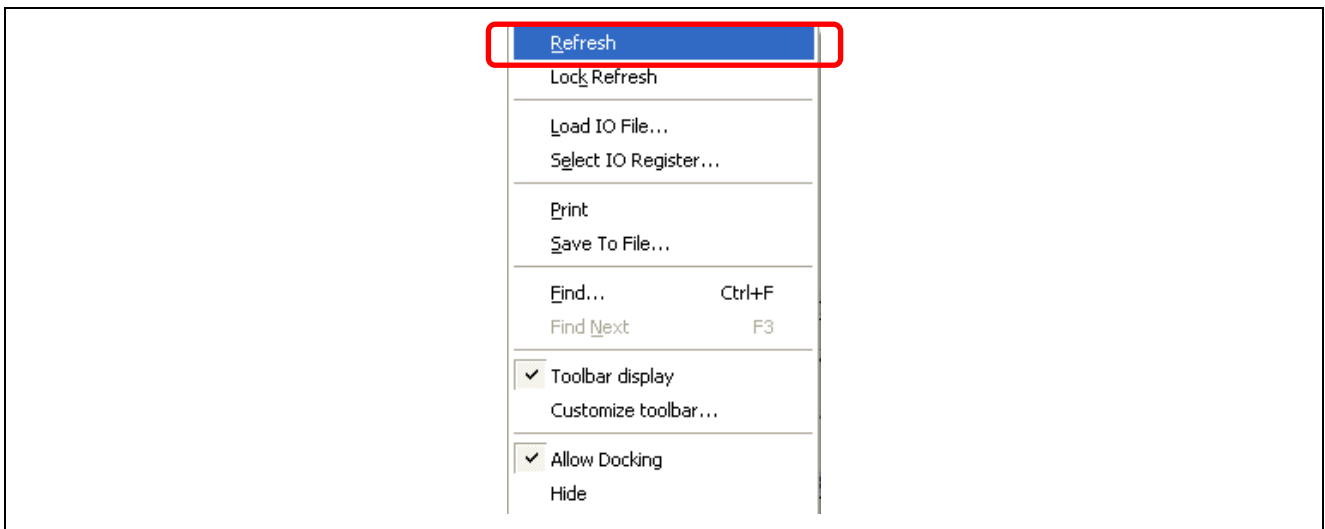 Refresh
Lock Refresh
Load IO File...
Select IO Register...
Print
Save To File...
Find... Ctrl+F
Find Next F3
Toolbar display
Customize toolbar...
Allow Docking
Hide